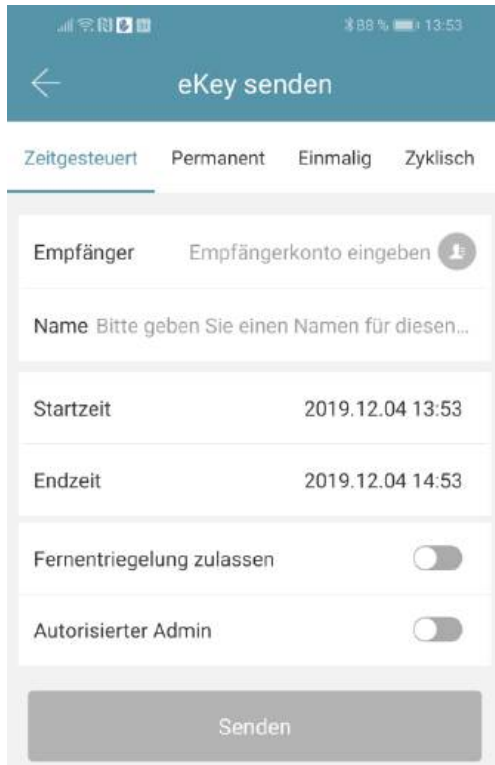 88 % 13:53
eKey senden
Zeitgesteuert Permanent Einmalig Zyklisch
Empfänger Empfängerkonto eingeben
Name Bitte geben Sie einen Namen für diesen...
Startzeit 2019.12.04 13:53
Endzeit 2019.12.04 14:53
Fernentriegelung zulassen
Autorisierter Admin
Senden